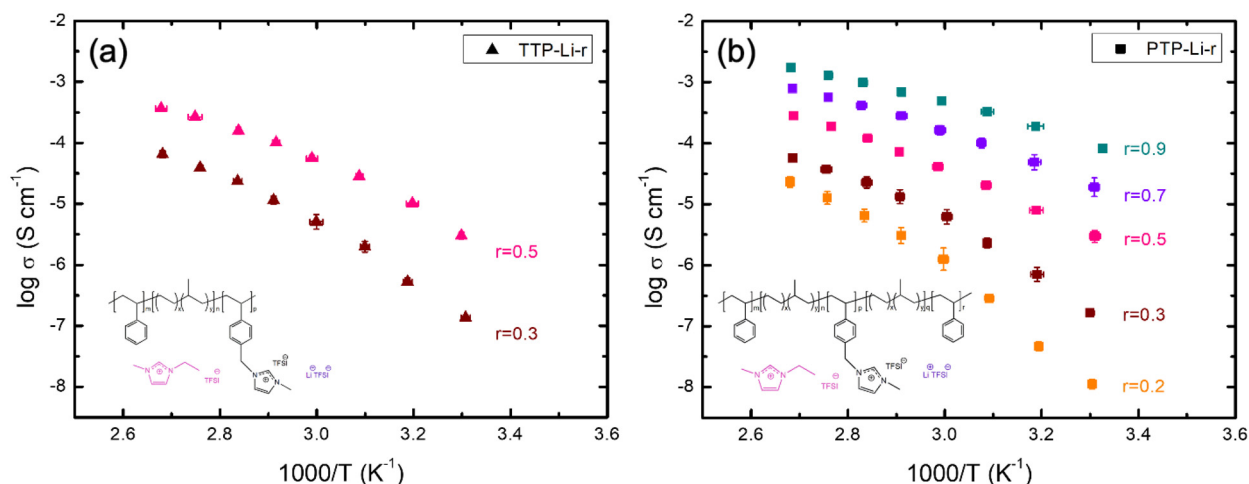 (a)
TTP-Li-r
-2
-3
-4
-5
-6
-7
-8
log σ (S cm⁻¹)
r=0.5
r=0.3
m
x
y
n
p
TFSI
⊖
⊕
N
N
TFSI
⊖
⊖ ⊖
Li TFSI
N
⊕
N
2.6 2.8 3.0 3.2 3.4 3.6
1000/T (K⁻¹)
(b)
PTP-Li-r
-2
-3
-4
-5
-6
-7
-8
log σ (S cm⁻¹)
r=0.9
r=0.7
r=0.5
r=0.3
r=0.2
m
x
y
n
p
x
y
q
r
TFSI
⊖
⊕
N
N
TFSI
⊖
⊕ ⊖
Li TFSI
N
⊕
N
2.6 2.8 3.0 3.2 3.4 3.6
1000/T (K⁻¹)